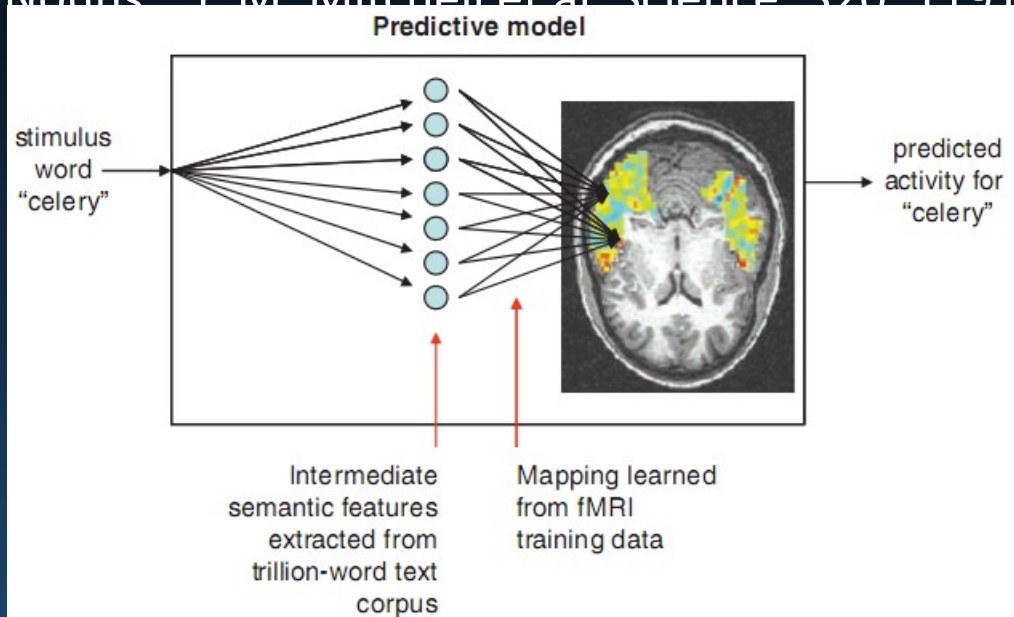 Predictive model
stimulus
word
“celery”
predicted
activity for
“celery”
Intermediate
semantic features
extracted from
trillion-word text
corpus
Mapping learned
from fMRI
training data